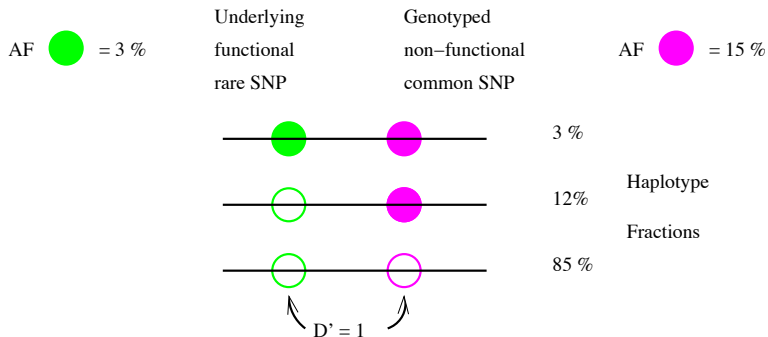 Underlying
functional
rare SNP
Genotyped
non−functional
common SNP
AF = 3 %
AF = 15 %
3 %
12%
85 %
Haplotype
Fractions
D' = 1